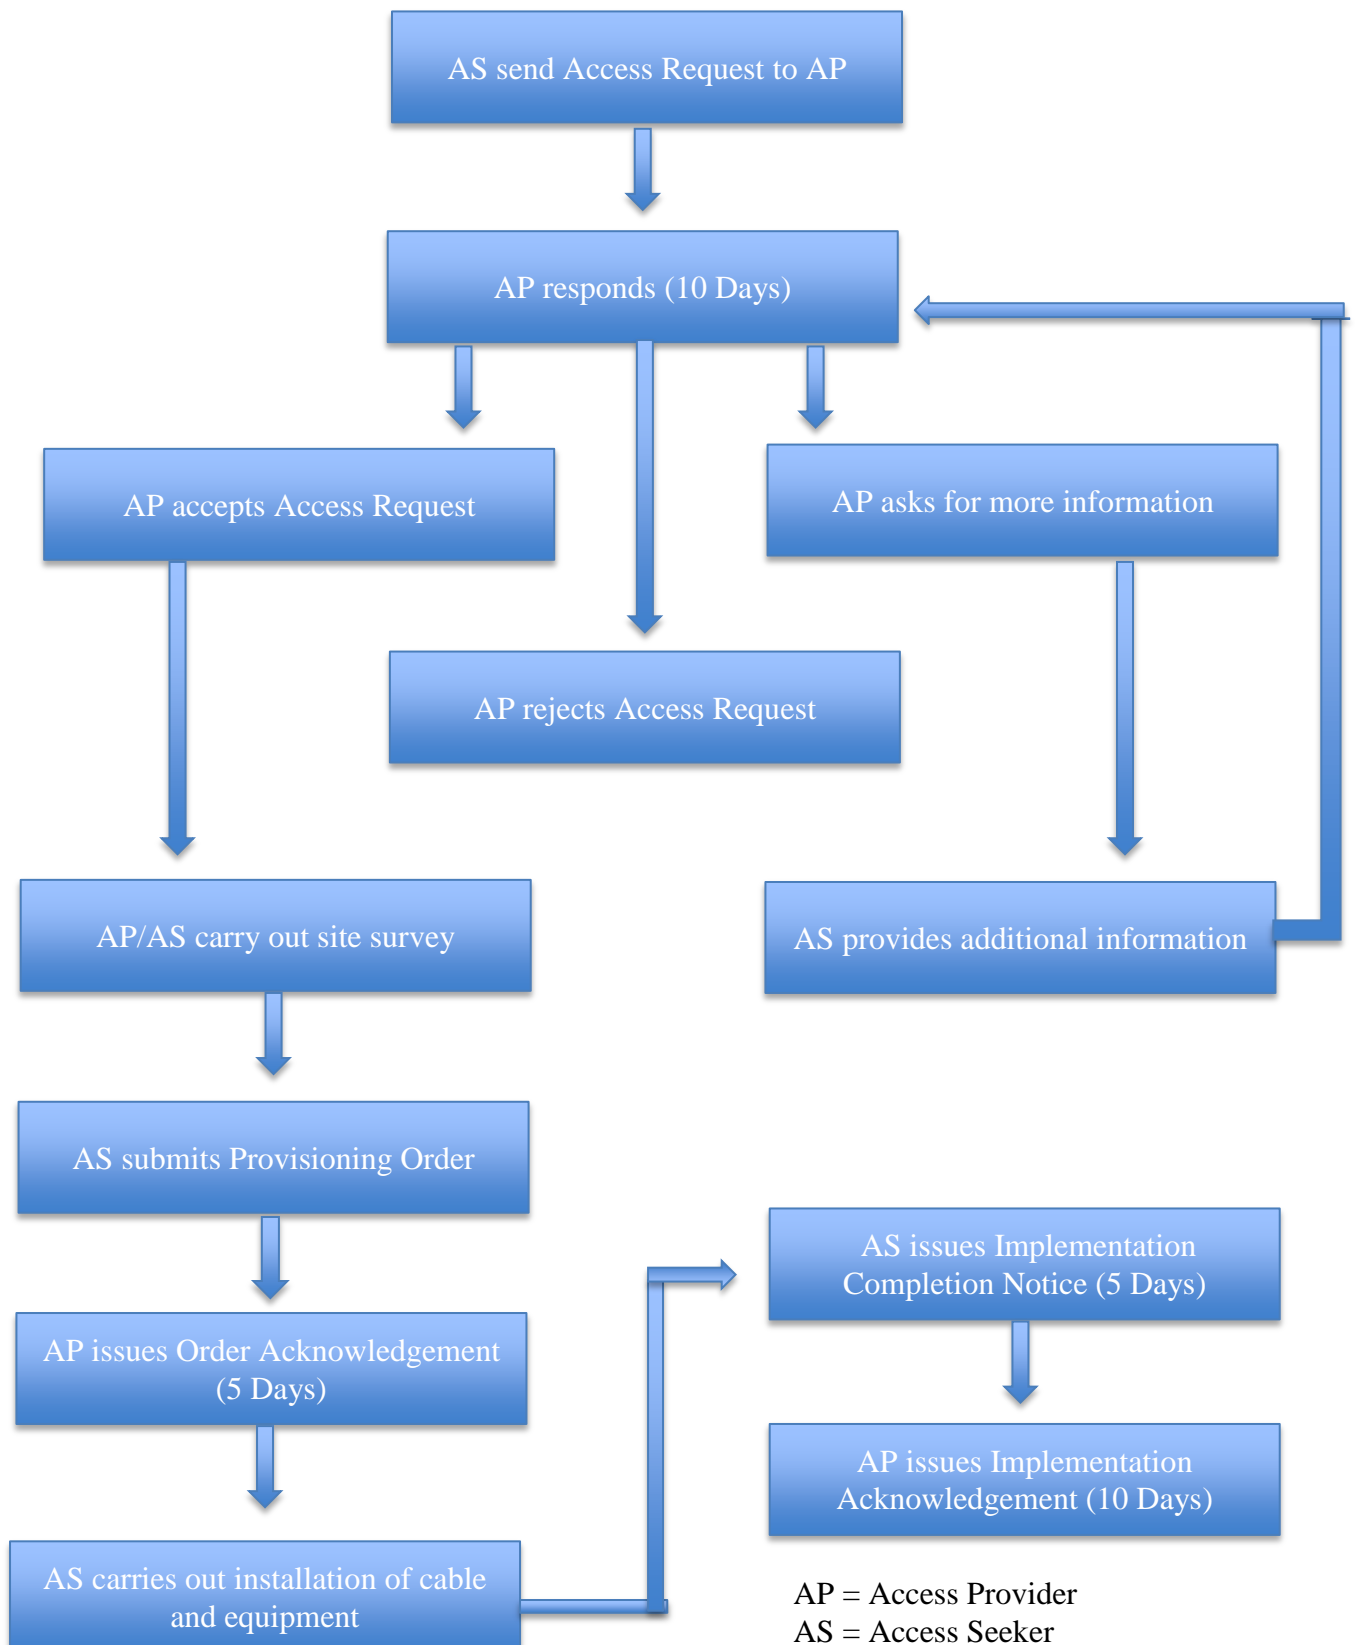 AS send Access Request to AP
AP responds (10 Days)
AP accepts Access Request
AP asks for more information
AP rejects Access Request
AP/AS carry out site survey
AS provides additional information
AS submits Provisioning Order
AP issues Order Acknowledgement
(5 Days)
AS carries out installation of cable
and equipment
AS issues Implementation
Completion Notice (5 Days)
AP issues Implementation
Acknowledgement (10 Days)
AP = Access Provider
AS = Access Seeker